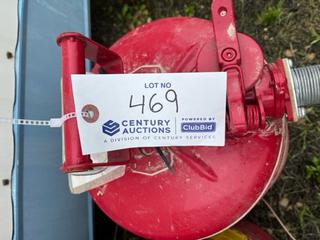 LOT NO
469
CENTURY
AUCTIONS
POWERED BY
ClubBid
A DIVISION OF CENTURY SERVICES